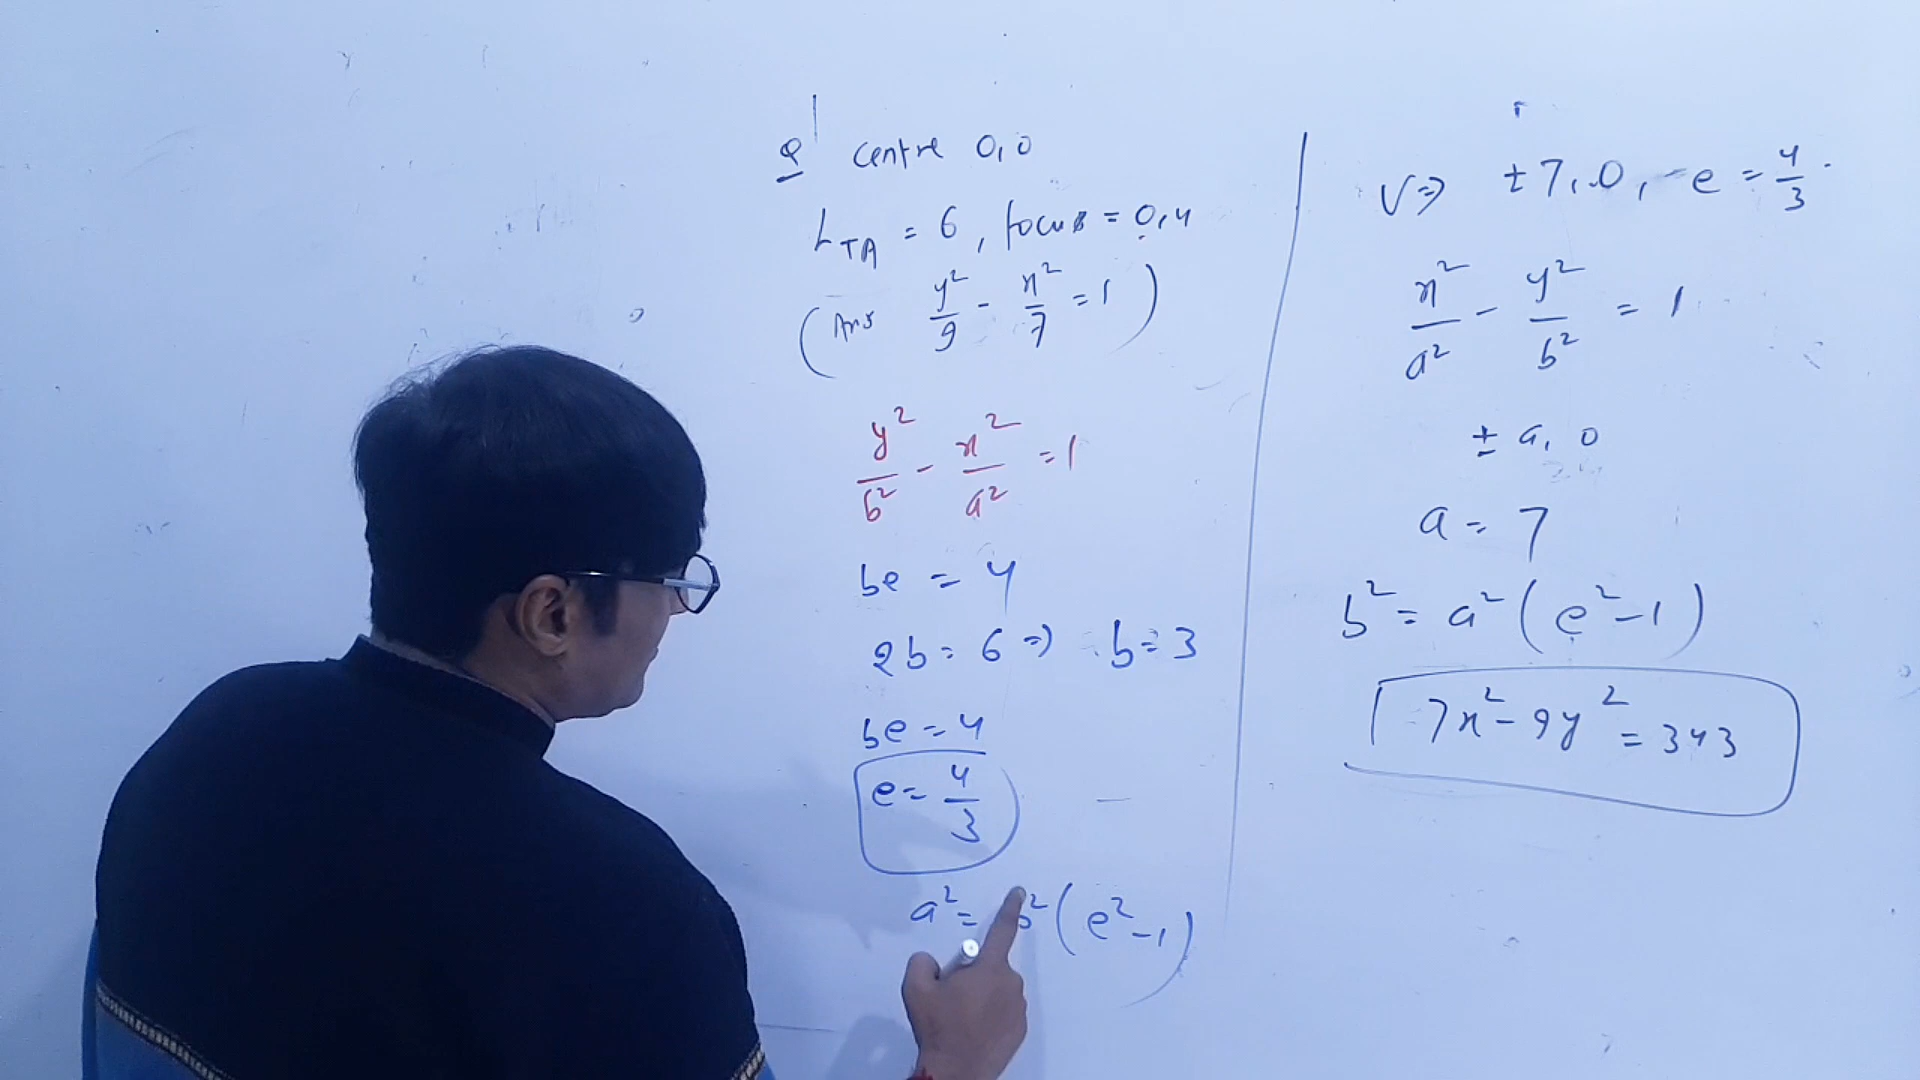 Q centre 0,0
L TA = 6, focus = 0,4
(Ans y²/9 - x²/7 = 1)
y²/b² - x²/a² = 1
be = 4
2b = 6 => b = 3
be = 4
e = 4/3
a² = b² (e² - 1)
V => ±7,0, e = 4/3
x²/a² - y²/b² = 1
± a, 0
a = 7
b² = a² (e² - 1)
7x² - 9y² = 343